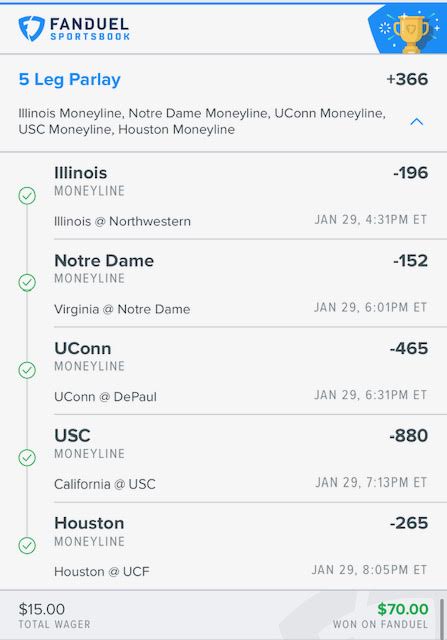 FANDUEL
SPORTSBOOK
5 Leg Parlay +366
Illinois Moneyline, Notre Dame Moneyline, UConn Moneyline,
USC Moneyline, Houston Moneyline
Illinois -196
MONEYLINE
Illinois @ Northwestern JAN 29, 4:31PM ET
Notre Dame -152
MONEYLINE
Virginia @ Notre Dame JAN 29, 6:01PM ET
UConn -465
MONEYLINE
UConn @ DePaul JAN 29, 6:31PM ET
USC -880
MONEYLINE
California @ USC JAN 29, 7:13PM ET
Houston -265
MONEYLINE
Houston @ UCF JAN 29, 8:05PM ET
$15.00 $70.00
TOTAL WAGER WON ON FANDUEL